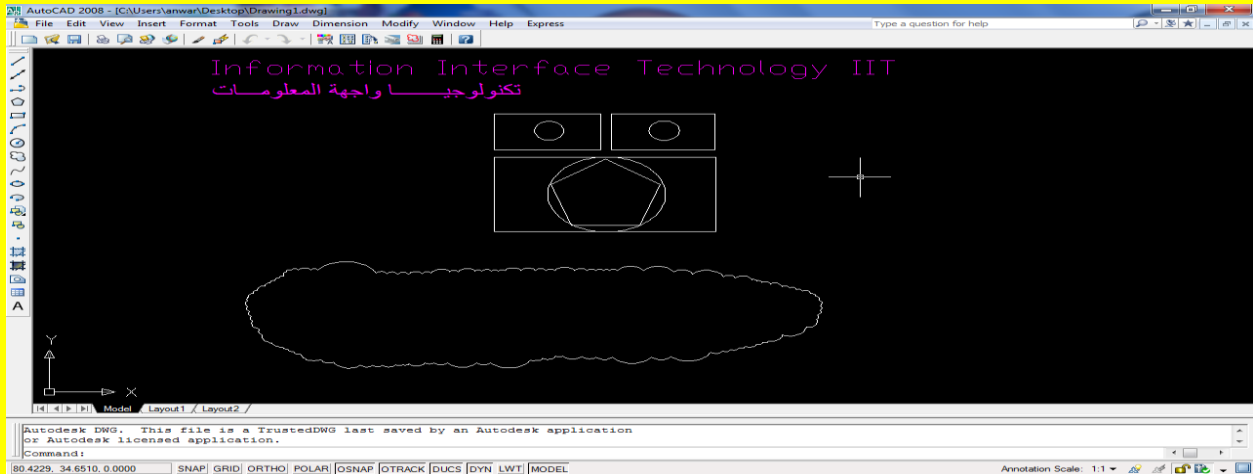 AutoCAD 2008 - [C:\Users\anwar\Desktop\Drawing1.dwg]
File Edit View Insert Format Tools Draw Dimension Modify Window Help Express
Type a question for help
Information Interface Technology IIT
تكنولوجيـــــا واجهة المعلومــــات
A
Y
X
Model Layout1 Layout2
Autodesk DWG. This file is a TrustedDWG last saved by an Autodesk application
or Autodesk licensed application.
Command:
80.4229, 34.6510, 0.0000 SNAP GRID ORTHO POLAR OSNAP OTRACK DUCS DYN LWT MODEL Annotation Scale: 1:1